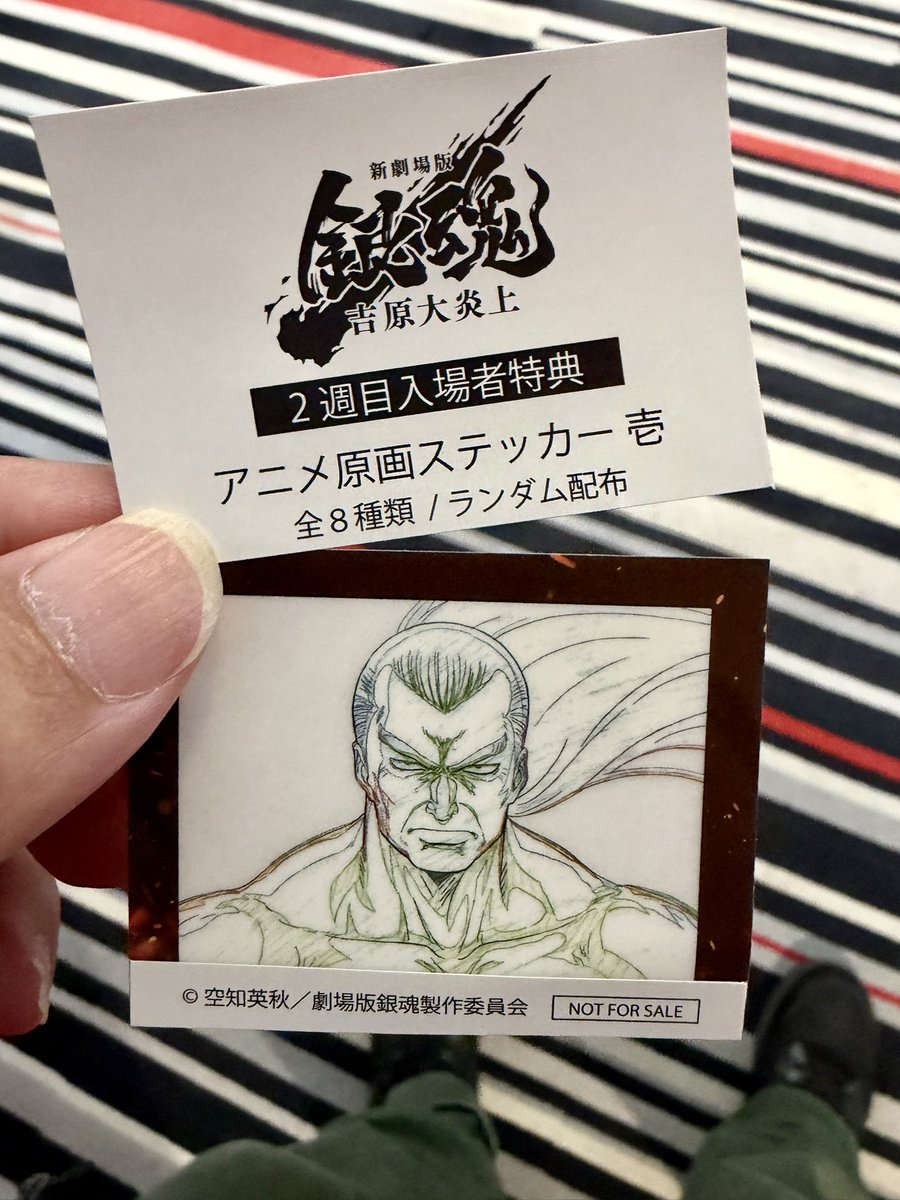 新劇場版
銀魂
吉原大炎上
2週目入場者特典
アニメ原画ステッカー 壱
全8種類 / ランダム配布
© 空知英秋／劇場版銀魂製作委員会
NOT FOR SALE